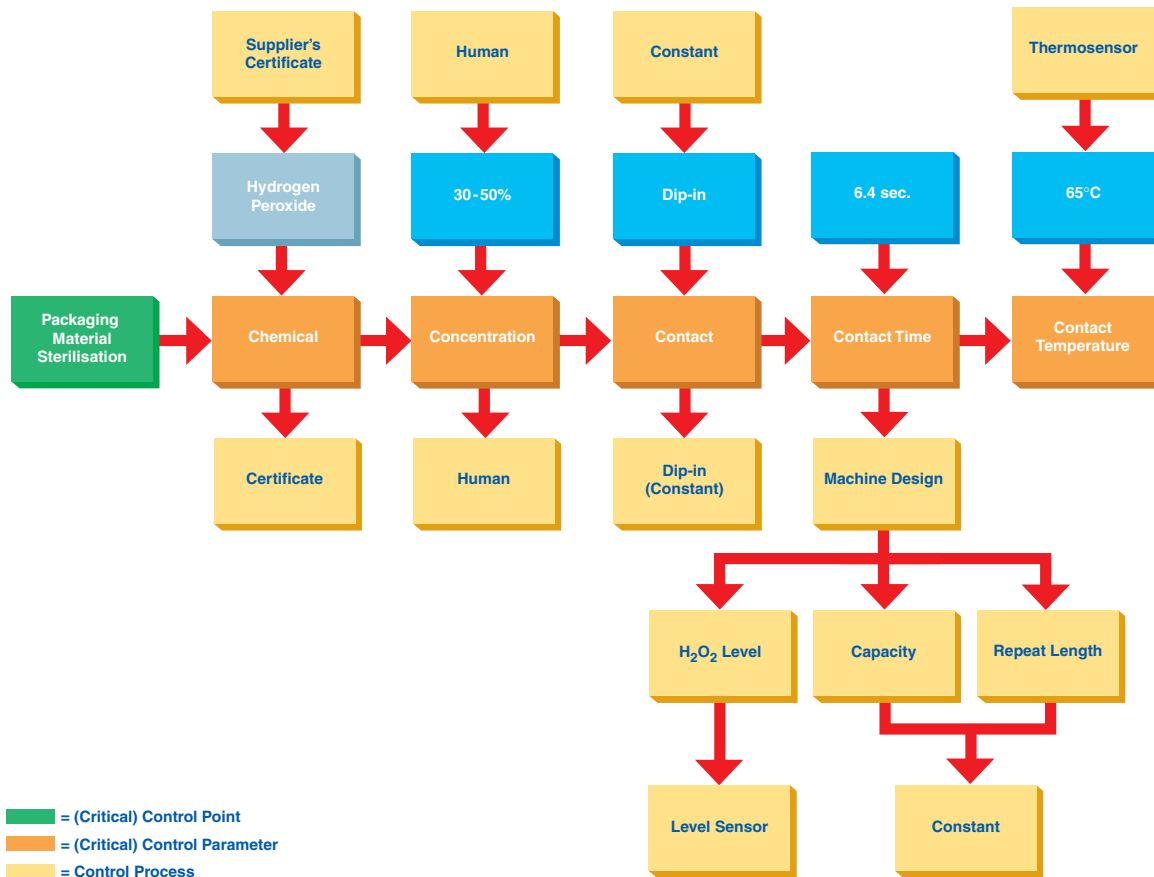 Supplier's
Certificate
Human
Constant
Thermosensor
Hydrogen
Peroxide
30-50%
Dip-in
6.4 sec.
65°C
Packaging
Material
Sterilisation
Chemical
Concentration
Contact
Contact Time
Contact
Temperature
Certificate
Human
Dip-in
(Constant)
Machine Design
H₂O₂ Level
Capacity
Repeat Length
Level Sensor
Constant
= (Critical) Control Point
= (Critical) Control Parameter
= Control Process